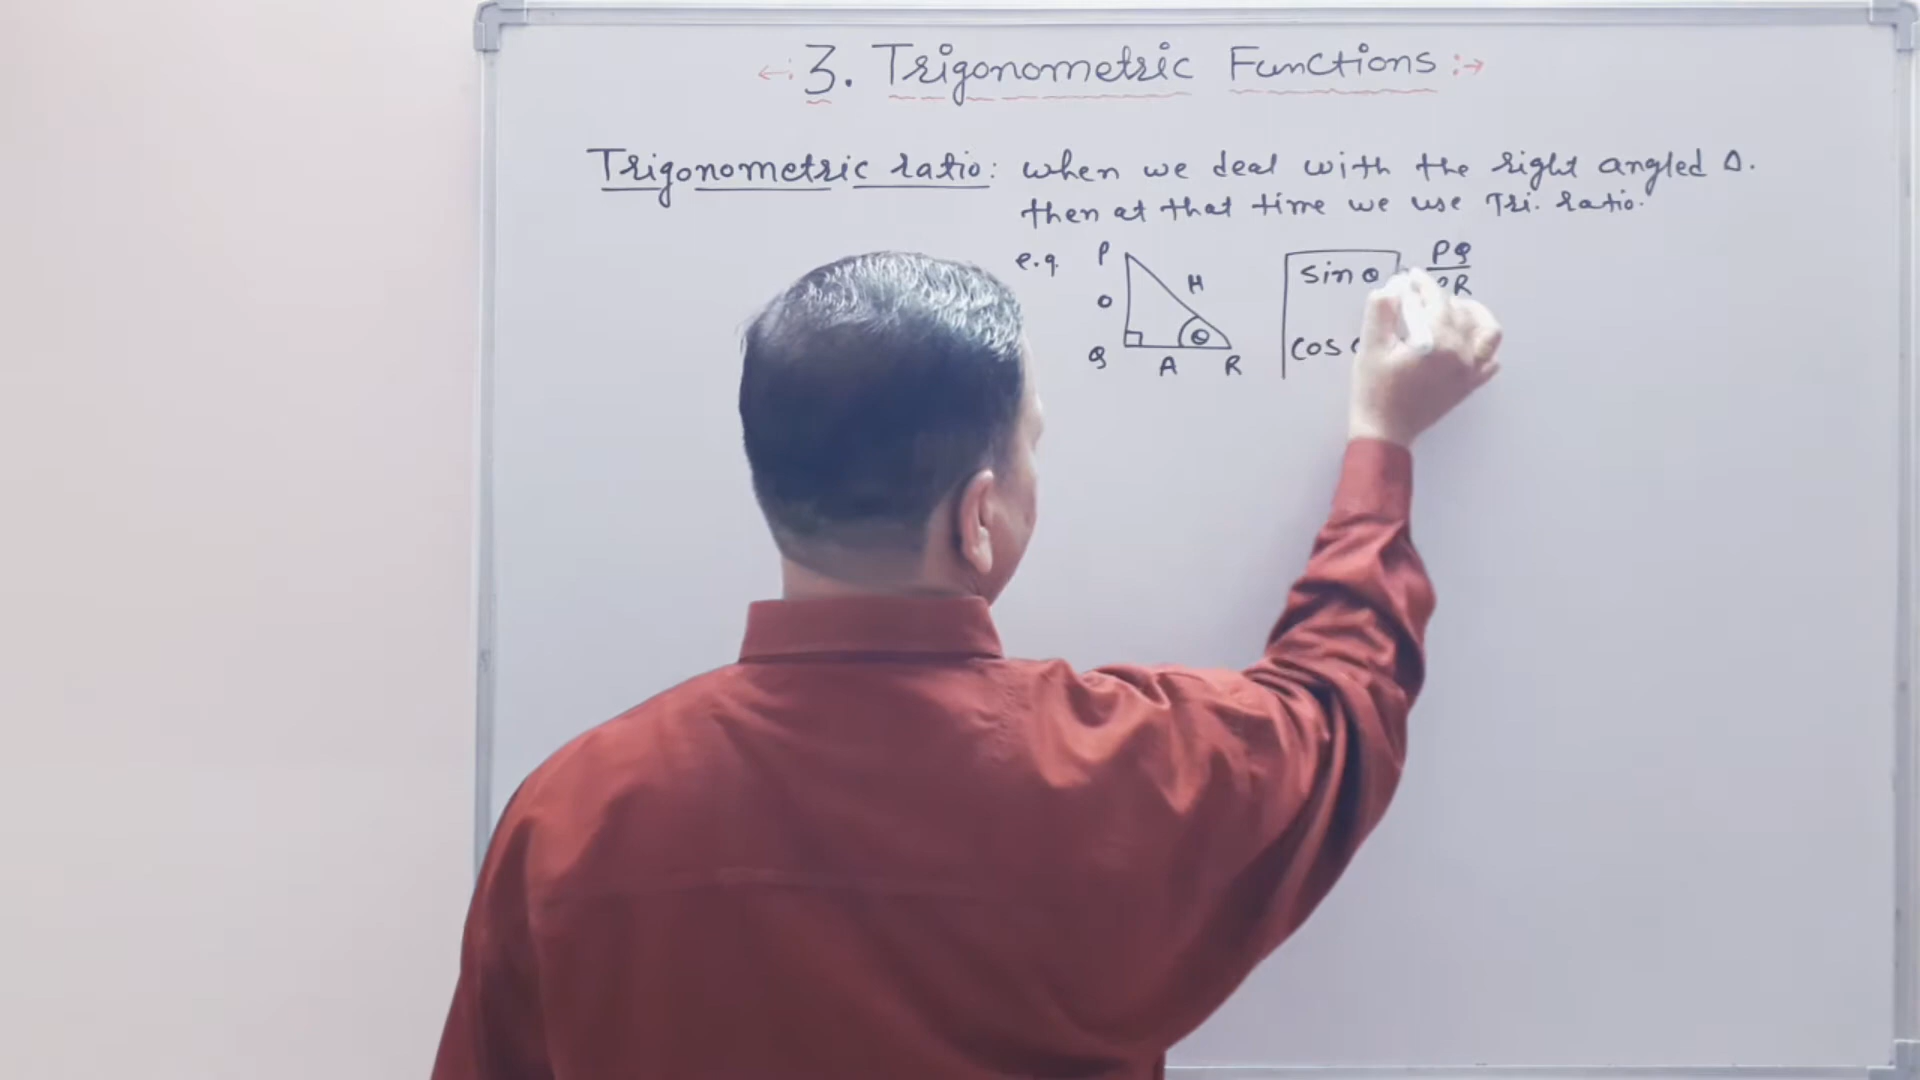 ←: 3. Trigonometric Functions :→
Trigonometric ratio: when we deal with the right angled Δ.
then at that time we use Tri. ratio.
e.g. P
O H
Q A θ R
sin θ PQ
R
cos